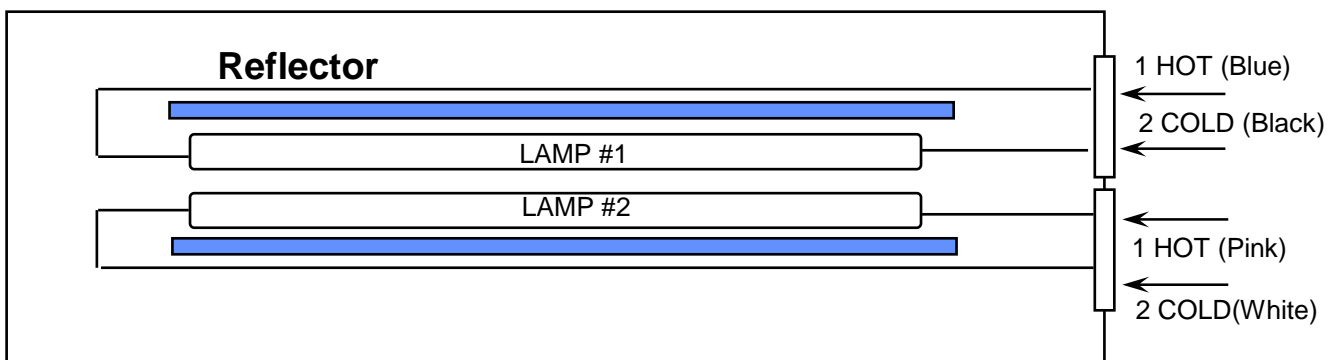 Reflector
1 HOT (Blue)
2 COLD (Black)
LAMP #1
LAMP #2
1 HOT (Pink)
2 COLD(White)